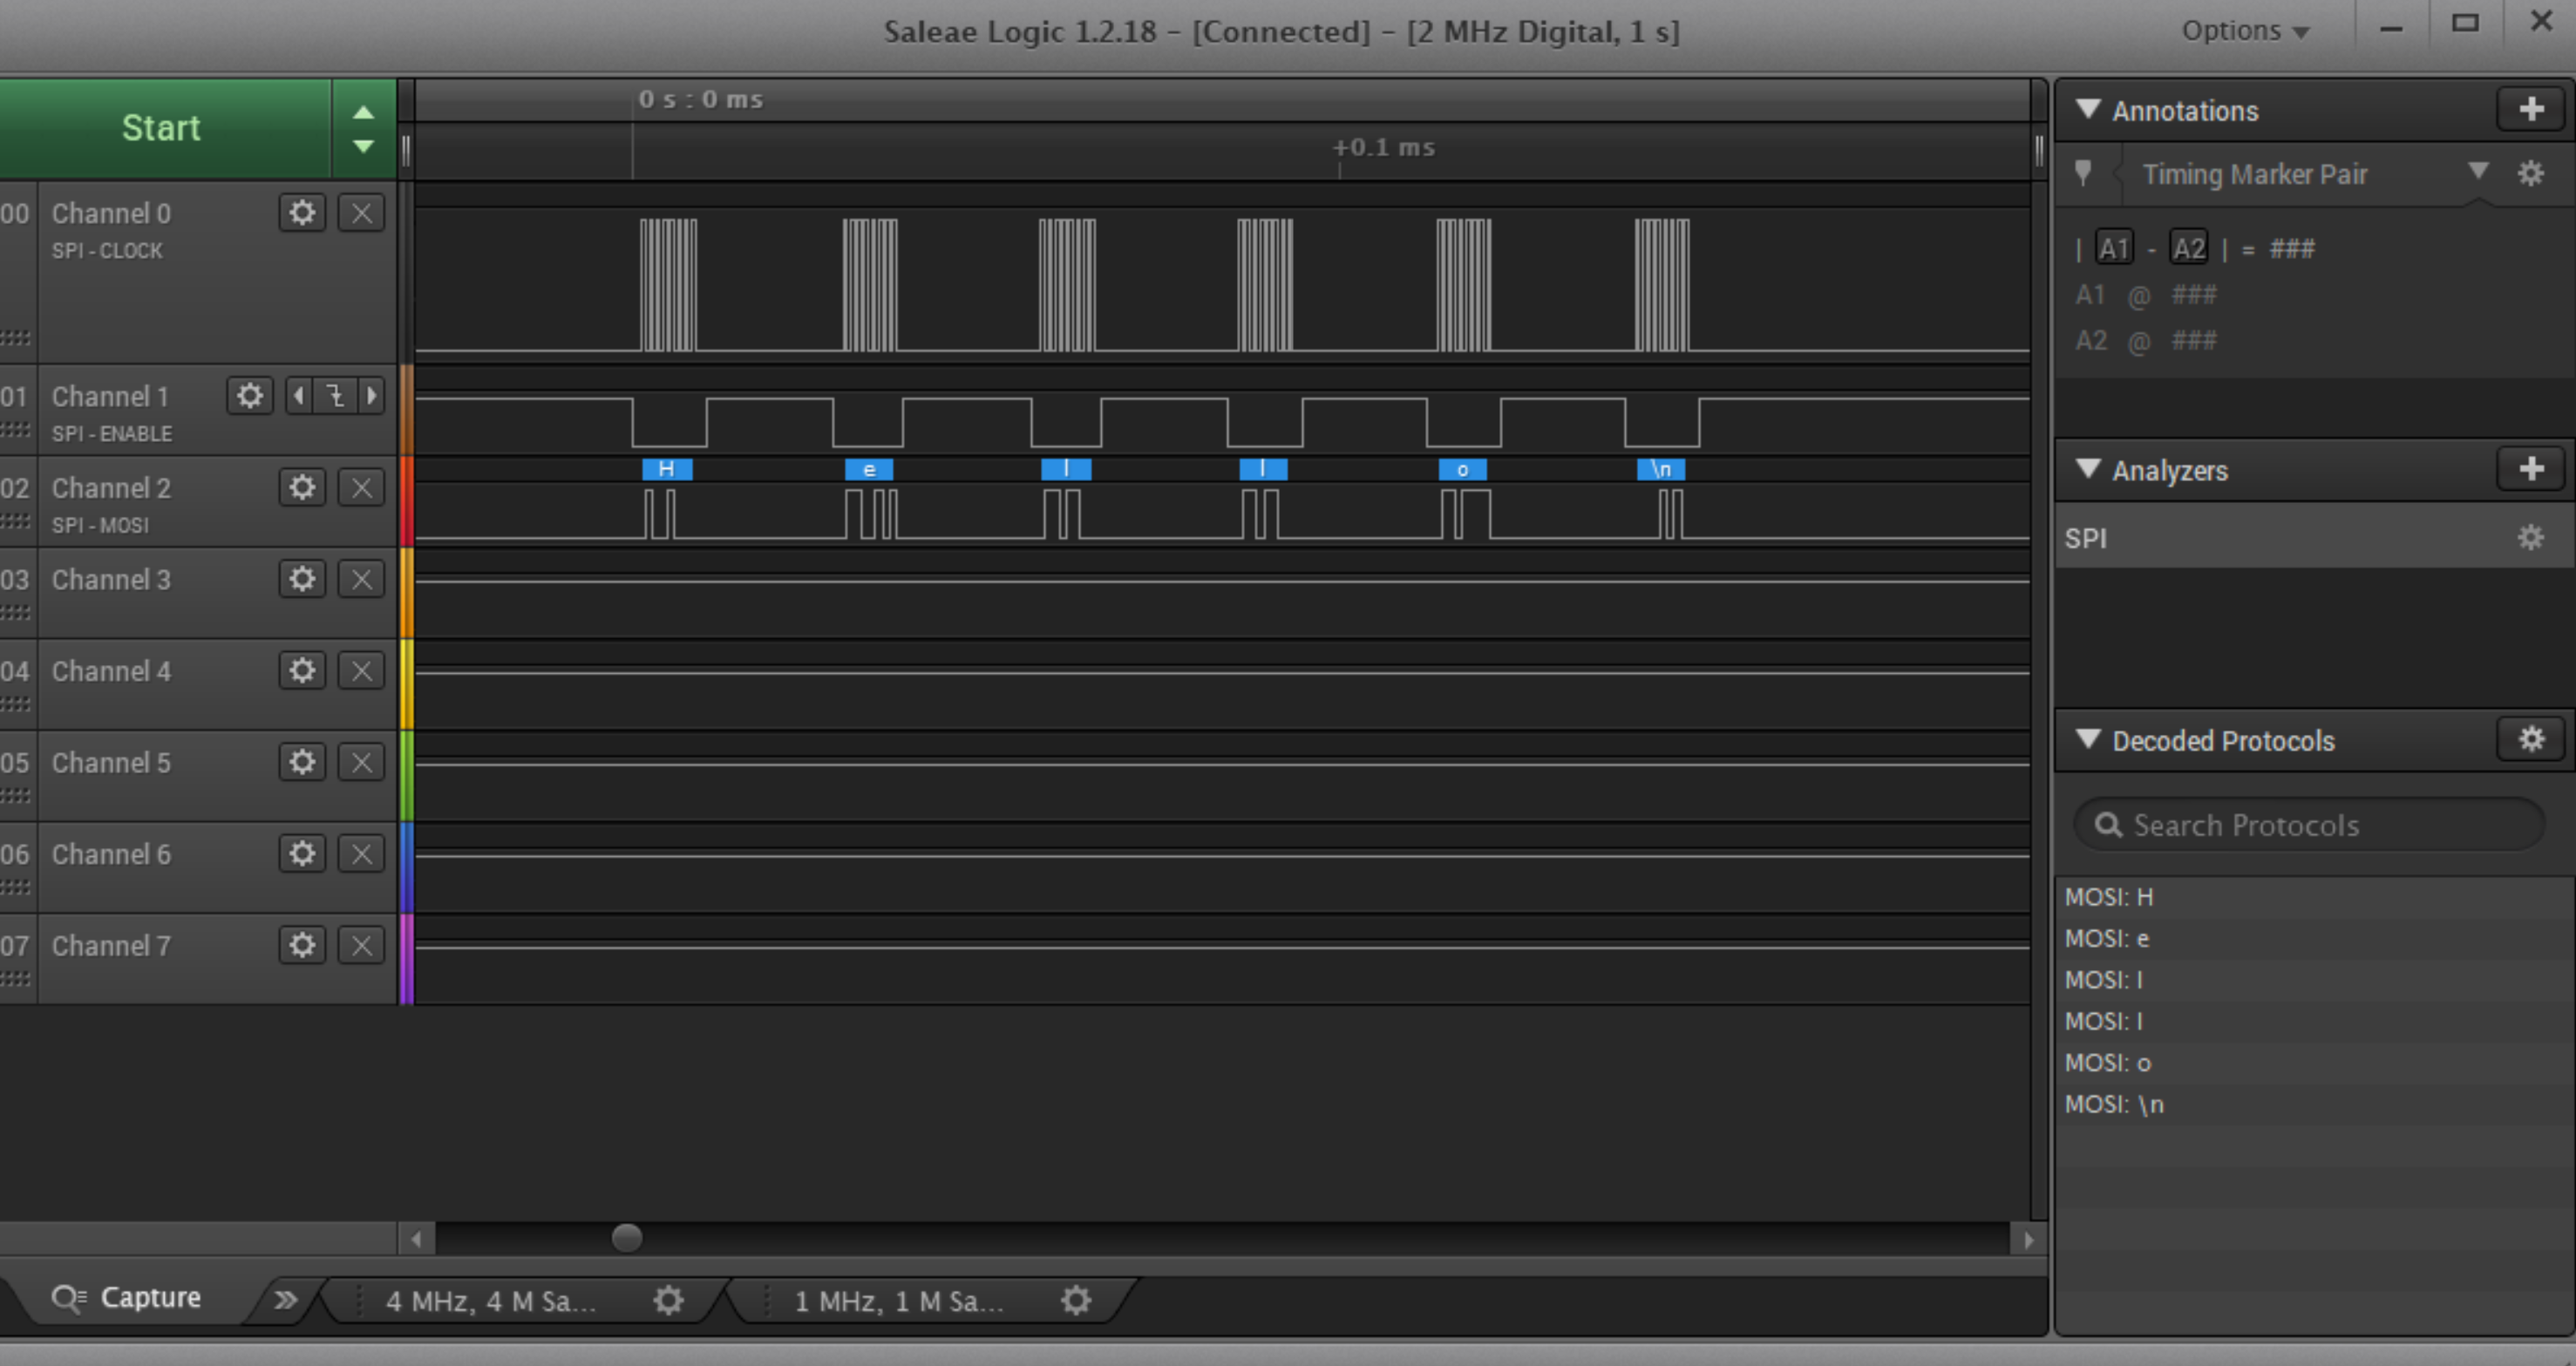 Saleae Logic 1.2.18 – [Connected] – [2 MHz Digital, 1 s]
Options
Start
0 s : 0 ms
+0.1 ms
00 Channel 0
SPI - CLOCK
01 Channel 1
SPI - ENABLE
H e l l o \n
02 Channel 2
SPI - MOSI
03 Channel 3
04 Channel 4
05 Channel 5
06 Channel 6
07 Channel 7
Capture
4 MHz, 4 M Sa...
1 MHz, 1 M Sa...
Annotations
Timing Marker Pair
| A1 - A2 | = ###
A1 @ ###
A2 @ ###
Analyzers
SPI
Decoded Protocols
Search Protocols
MOSI: H
MOSI: e
MOSI: l
MOSI: l
MOSI: o
MOSI: \n